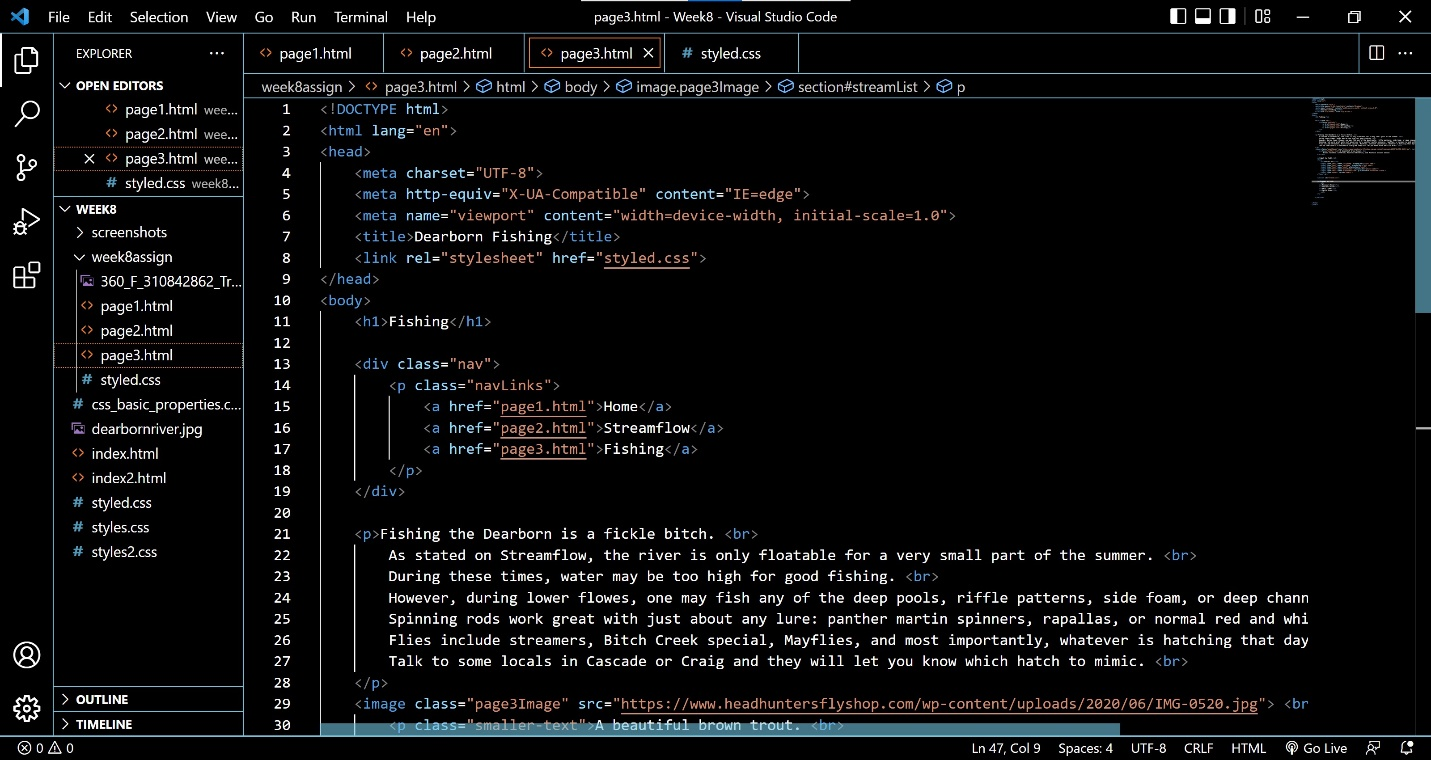 File Edit Selection View Go Run Terminal Help page3.html - Week8 - Visual Studio Code
EXPLORER ···
OPEN EDITORS
page1.html wee...
page2.html wee...
page3.html wee...
# styled.css week8...
WEEK8
screenshots
week8assign
360_F_310842862_Tr...
page1.html
page2.html
page3.html
# styled.css
# css_basic_properties.c...
dearbornriver.jpg
index.html
index2.html
# styled.css
# styles.css
# styles2.css
OUTLINE
TIMELINE
page1.html page2.html page3.html # styled.css
week8assign > page3.html > html > body > image.page3Image > section#streamList > p
1 <!DOCTYPE html>
2 <html lang="en">
3 <head>
4 <meta charset="UTF-8">
5 <meta http-equiv="X-UA-Compatible" content="IE=edge">
6 <meta name="viewport" content="width=device-width, initial-scale=1.0">
7 <title>Dearborn Fishing</title>
8 <link rel="stylesheet" href="styled.css">
9 </head>
10 <body>
11 <h1>Fishing</h1>
12
13 <div class="nav">
14 <p class="navLinks">
15 <a href="page1.html">Home</a>
16 <a href="page2.html">Streamflow</a>
17 <a href="page3.html">Fishing</a>
18 </p>
19 </div>
20
21 <p>Fishing the Dearborn is a fickle bitch. <br>
22 As stated on Streamflow, the river is only floatable for a very small part of the summer. <br>
23 During these times, water may be too high for good fishing. <br>
24 However, during lower flowes, one may fish any of the deep pools, riffle patterns, side foam, or deep chann
25 Spinning rods work great with just about any lure: panther martin spinners, rapallas, or normal red and whi
26 Flies include streamers, Bitch Creek special, Mayflies, and most importantly, whatever is hatching that day
27 Talk to some locals in Cascade or Craig and they will let you know which hatch to mimic. <br>
28 </p>
29 <image class="page3Image" src="https://www.headhuntersflyshop.com/wp-content/uploads/2020/06/IMG-0520.jpg"> <br
30 <p class="smaller-text">A beautiful brown trout. <br>
0 0 Ln 47, Col 9 Spaces: 4 UTF-8 CRLF HTML Go Live